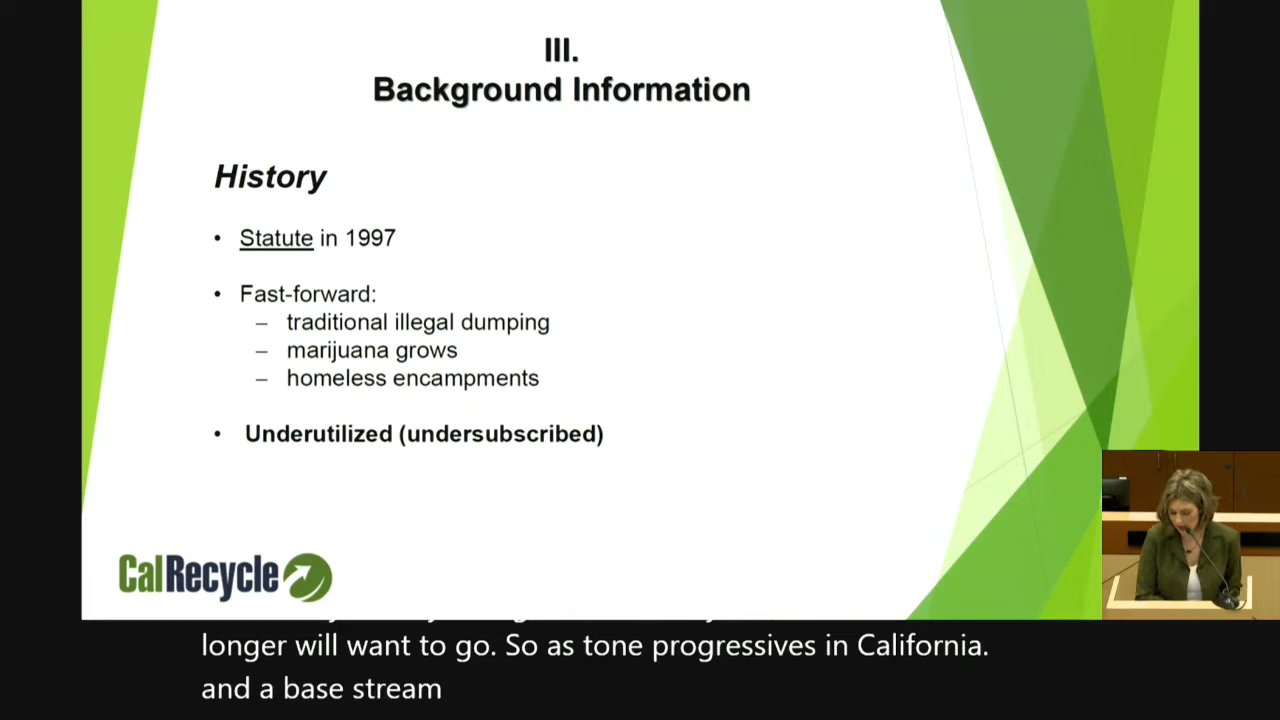 III.
Background Information
History
• Statute in 1997
• Fast-forward:
– traditional illegal dumping
– marijuana grows
– homeless encampments
• Underutilized (undersubscribed)
CalRecycle
longer will want to go. So as tone progressives in California.
and a base stream